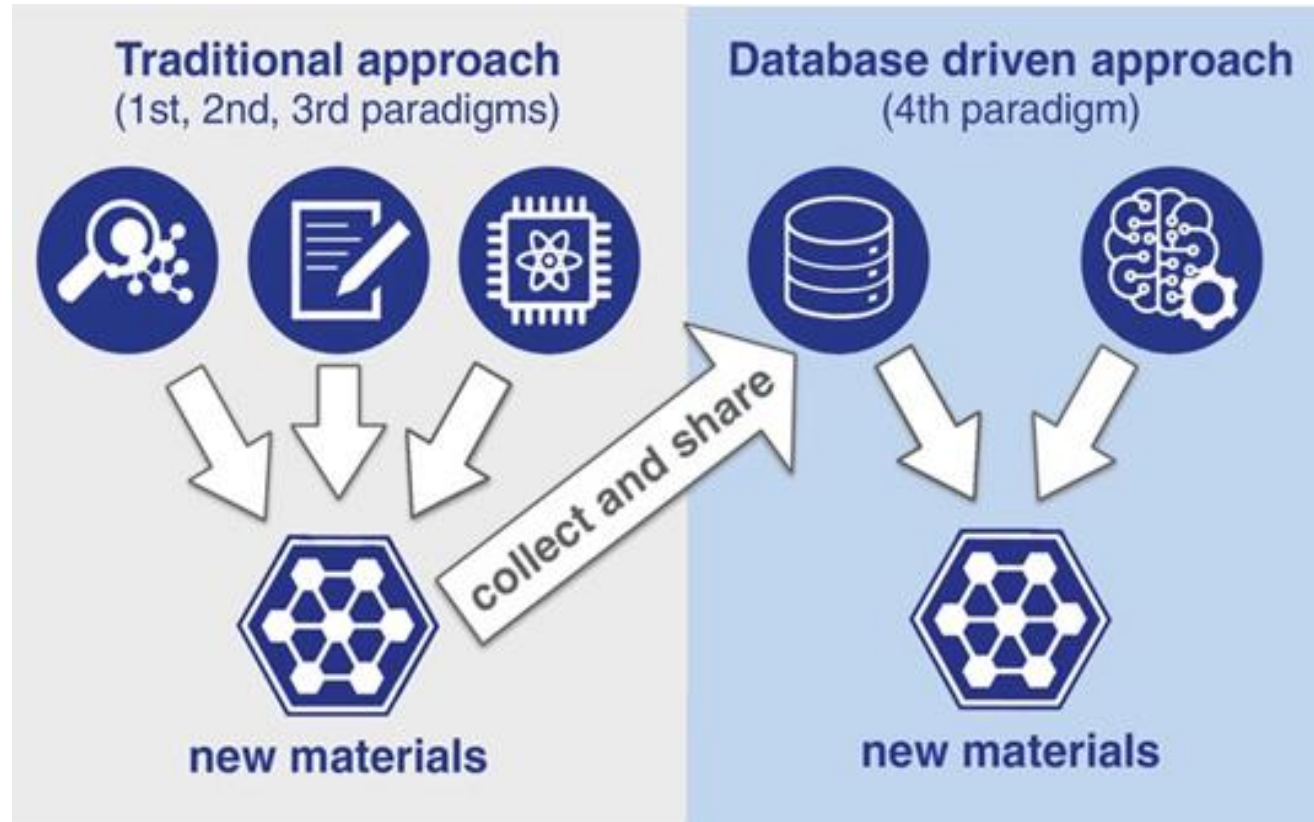 Traditional approach
(1st, 2nd, 3rd paradigms)
Database driven approach
(4th paradigm)
collect and share
new materials
new materials